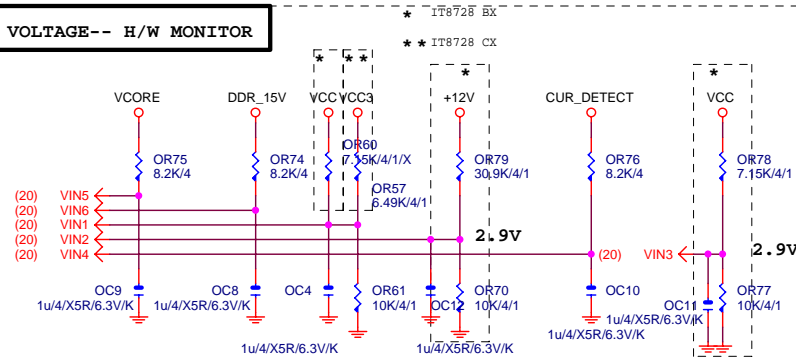 VOLTAGE-- H/W MONITOR
* IT8728 BX
** IT8728 CX
* ** * *
VCORE DDR_15V VCC VCC3 +12V CUR_DETECT VCC
OR75 8.2K/4
OR74 8.2K/4
OR60 7.15K/4/1/X
OR57 6.49K/4/1
OR79 30.9K/4/1
OR76 8.2K/4
OR78 7.15K/4/1
(20) VIN5
(20) VIN6
(20) VIN1
(20) VIN2
(20) VIN4
2.9V
(20) VIN3
2.9V
OC9 1u/4/X5R/6.3V/K
OC8 1u/4/X5R/6.3V/K
OC4 1u/4/X5R/6.3V/K
OR61 10K/4/1
OC12 1u/4/X5R/6.3V/K
OR70 10K/4/1
OC10 1u/4/X5R/6.3V/K
OC11 1u/4/X5R/6.3V/K
OR77 10K/4/1